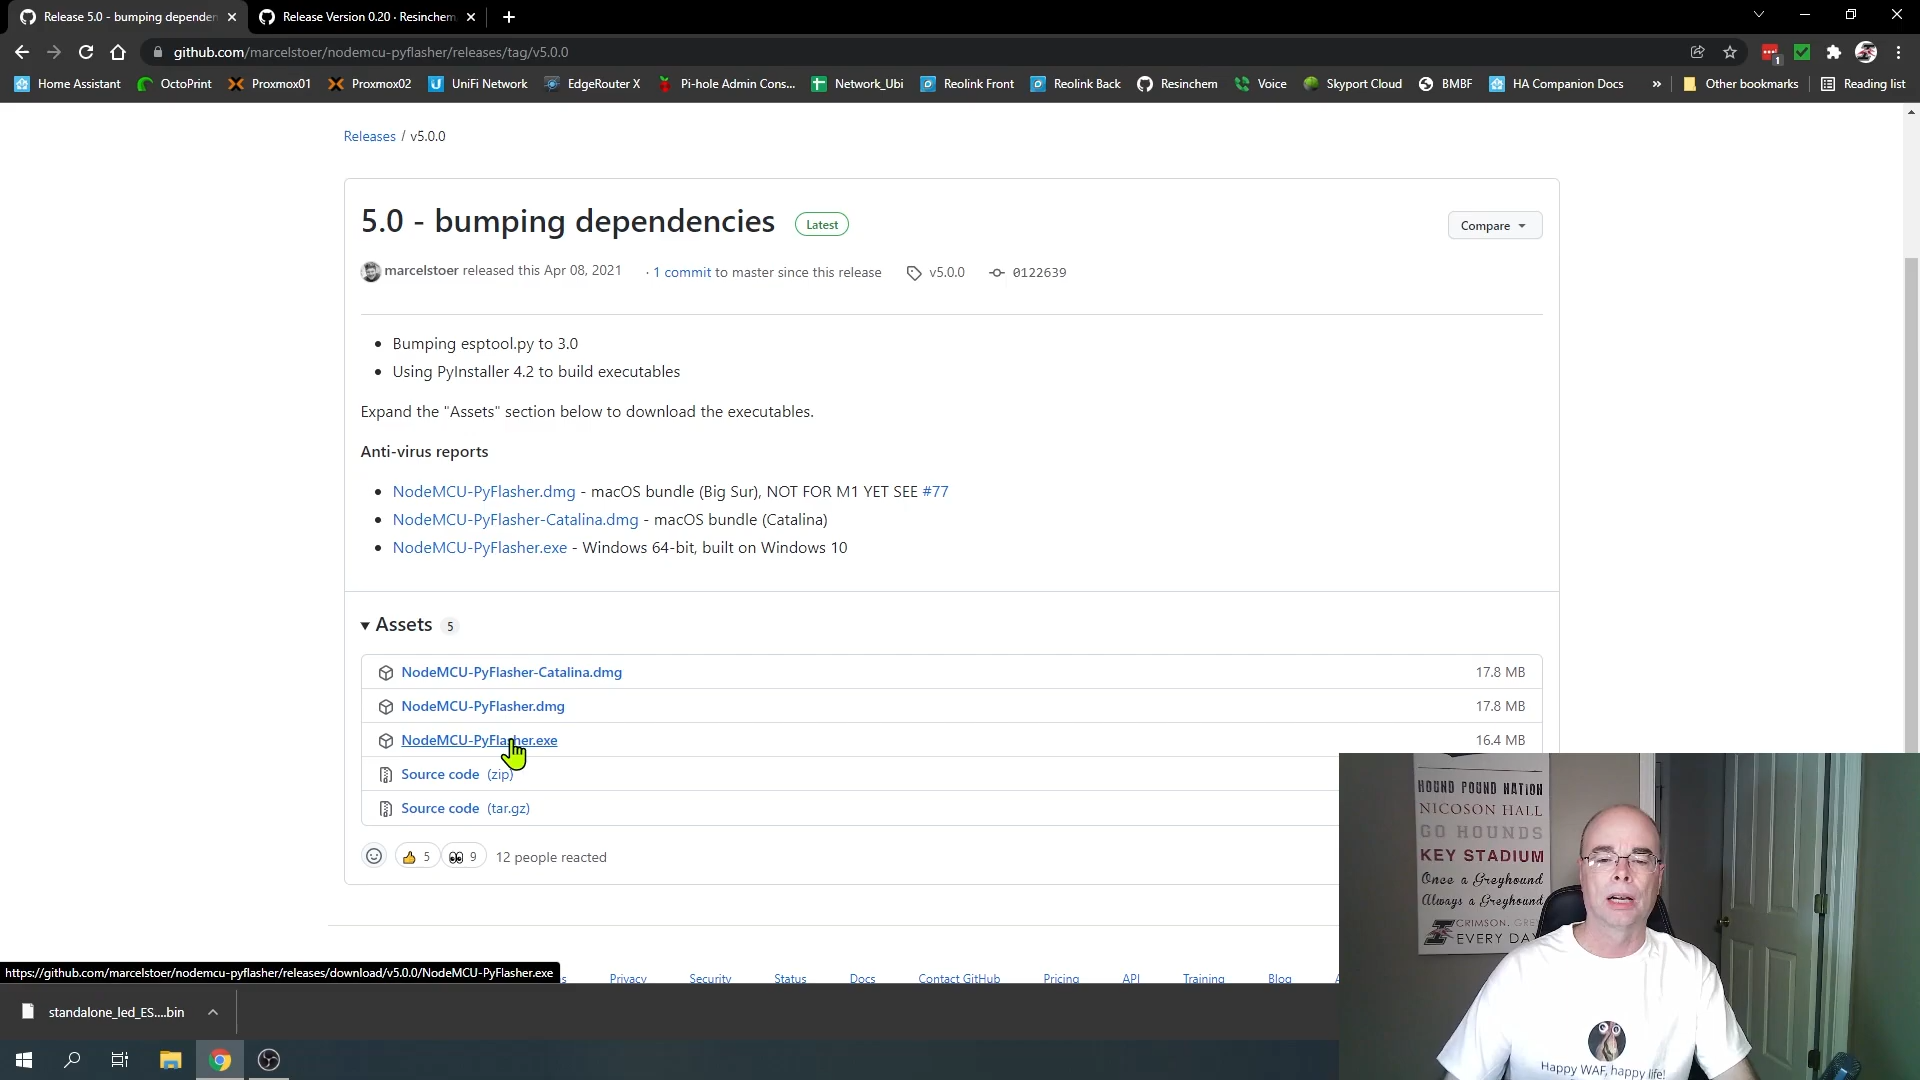 Release 5.0 - bumping depender
Release Version 0.20 · Resinchem
github.com/marcelstoer/nodemcu-pyflasher/releases/tag/v5.0.0
1
Home Assistant
OctoPrint
Proxmox01
Proxmox02
UniFi Network
EdgeRouter X
Pi-hole Admin Cons...
Network_Ubi
Reolink Front
Reolink Back
Resinchem
Voice
Skyport Cloud
BMBF
HA Companion Docs
»
Other bookmarks
Reading list
Releases / v5.0.0
5.0 - bumping dependencies
Latest
Compare
marcelstoer released this Apr 08, 2021
· 1 commit to master since this release
v5.0.0
0122639
• Bumping esptool.py to 3.0
• Using PyInstaller 4.2 to build executables
Expand the "Assets" section below to download the executables.
Anti-virus reports
• NodeMCU-PyFlasher.dmg - macOS bundle (Big Sur), NOT FOR M1 YET SEE #77
• NodeMCU-PyFlasher-Catalina.dmg - macOS bundle (Catalina)
• NodeMCU-PyFlasher.exe - Windows 64-bit, built on Windows 10
Assets 5
NodeMCU-PyFlasher-Catalina.dmg 17.8 MB
NodeMCU-PyFlasher.dmg 17.8 MB
NodeMCU-PyFlasher.exe 16.4 MB
Source code (zip)
Source code (tar.gz)
5
9
12 people reacted
https://github.com/marcelstoer/nodemcu-pyflasher/releases/download/v5.0.0/NodeMCU-PyFlasher.exe
Privacy
Security
Status
Docs
Contact GitHub
Pricing
API
Training
Blog
standalone_led_ES....bin
HOUND POUND NATION
NICOSON HALL
GO HOUNDS
KEY STADIUM
Once a Greyhound
Always a Greyhound
CRIMSON. GRE
EVERY DA
Happy WAF, happy life!